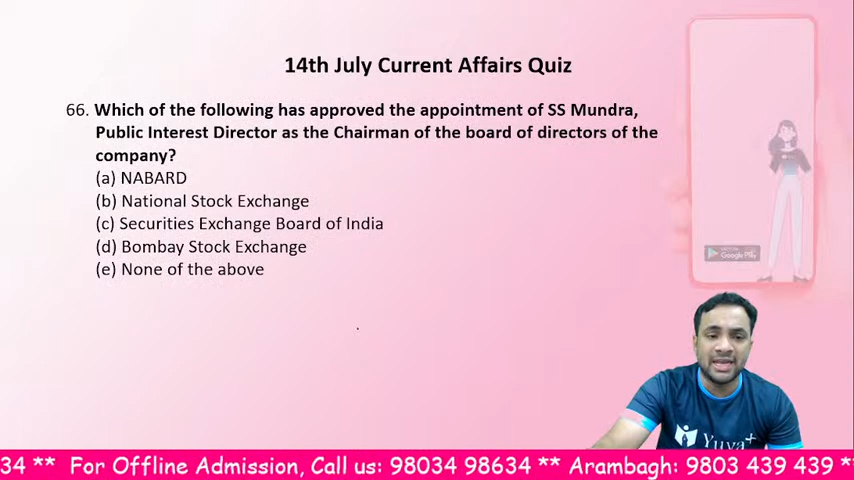 14th July Current Affairs Quiz
66. Which of the following has approved the appointment of SS Mundra,
Public Interest Director as the Chairman of the board of directors of the
company?
(a) NABARD
(b) National Stock Exchange
(c) Securities Exchange Board of India
(d) Bombay Stock Exchange
(e) None of the above
Google Play
Yuva+
34 ** For Offline Admission, Call us: 98034 98634 ** Arambagh: 9803 439 439 **